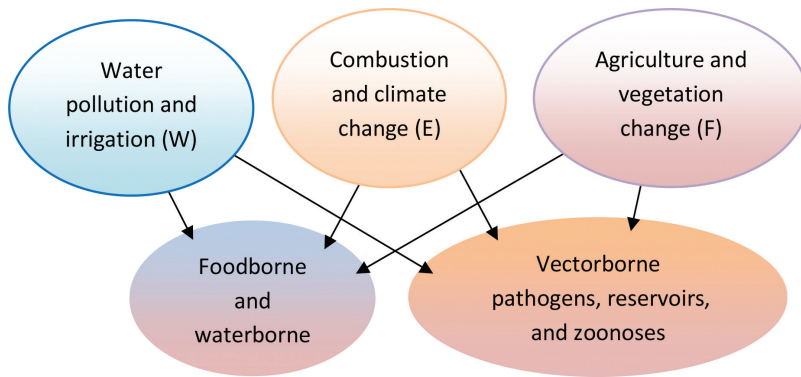 Water
pollution and
irrigation (W)
Combustion
and climate
change (E)
Agriculture and
vegetation
change (F)
Foodborne
and
waterborne
Vectorborne
pathogens, reservoirs,
and zoonoses